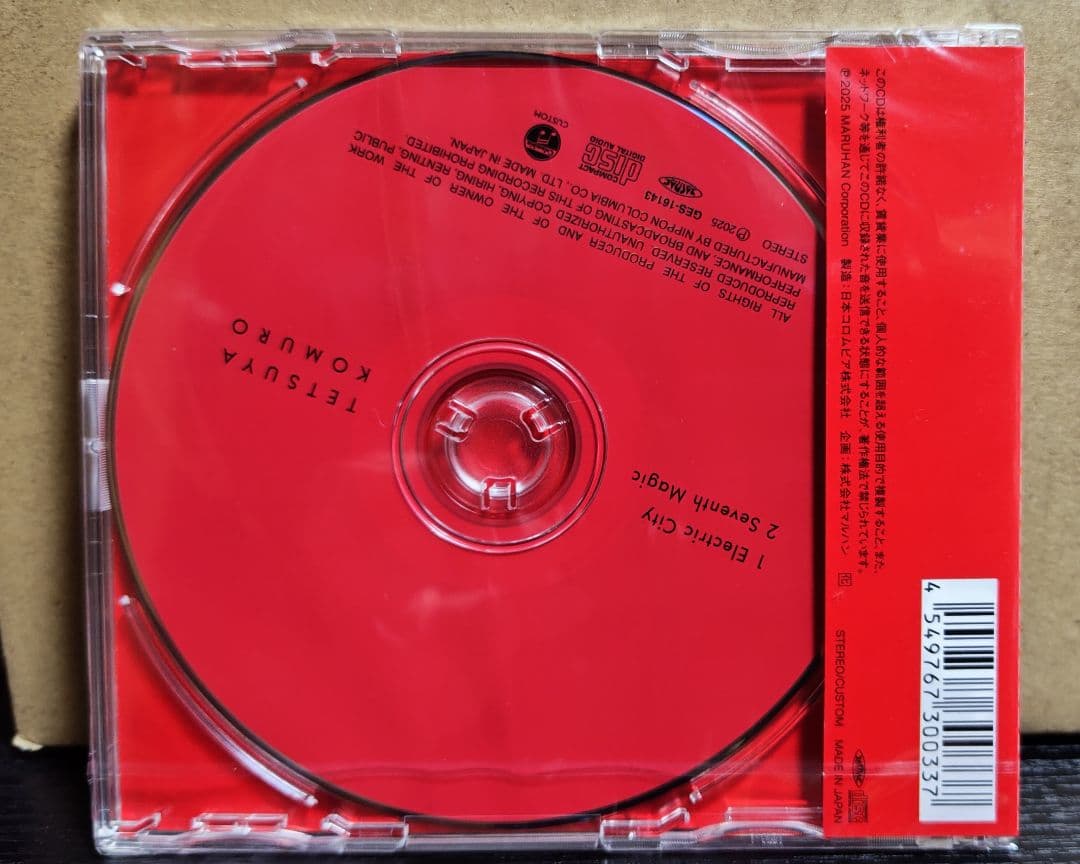 TETSUYA
KOMURO
1 Electric City
2 Seventh Magic
ALL RIGHTS OF THE PRODUCER AND OF THE OWNER OF THE WORK
REPRODUCED RESERVED. UNAUTHORIZED COPYING, HIRING, RENTING, PUBLIC
PERFORMANCE, AND BROADCASTING OF THIS RECORDING PROHIBITED.
MANUFACTURED BY NIPPON COLUMBIA CO., LTD. MADE IN JAPAN.
STEREO
Ⓟ2025
GES-16143
COMPACT
disc
DIGITAL AUDIO
CUSTOM
このCDは権利者の許諾なく、賃貸業に使用すること、個人的な範囲を超える使用目的で複製すること、また、
ネットワーク等を通じてこのCDに収録された音を送信できる状態にすることが、著作権法で禁じられています。
Ⓟ2025 MARUHAN Corporation 製造:日本コロムビア株式会社 企画:株式会社マルハン
STEREO/CUSTOM MADE IN JAPAN
4 549767 300337